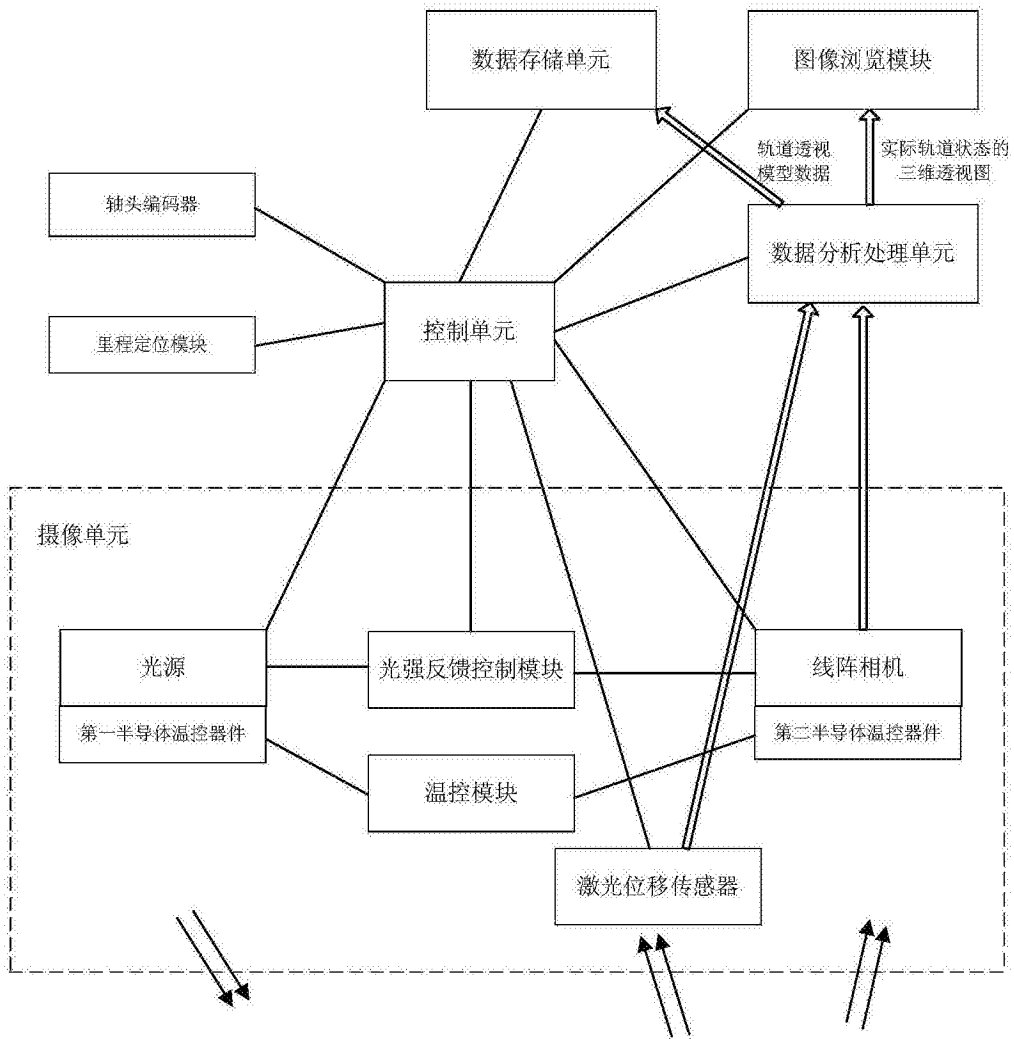 数据存储单元
图像浏览模块
轨道透视
模型数据
实际轨道状态的
三维透视图
轴头编码器
数据分析处理单元
里程定位模块
控制单元
摄像单元
光源
光强反馈控制模块
线阵相机
第一半导体温控器件
第二半导体温控器件
温控模块
激光位移传感器